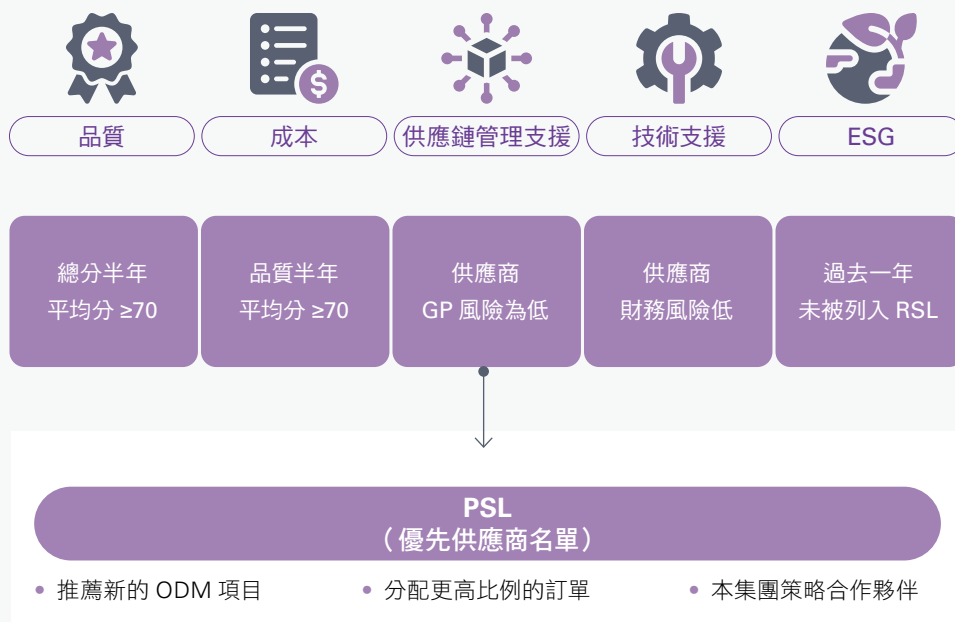 品質
成本
供應鏈管理支援
技術支援
ESG
總分半年
平均分 ≥70
品質半年
平均分 ≥70
供應商
GP 風險為低
供應商
財務風險低
過去一年
未被列入 RSL
PSL
（優先供應商名單）
• 推薦新的 ODM 項目
• 分配更高比例的訂單
• 本集團策略合作夥伴